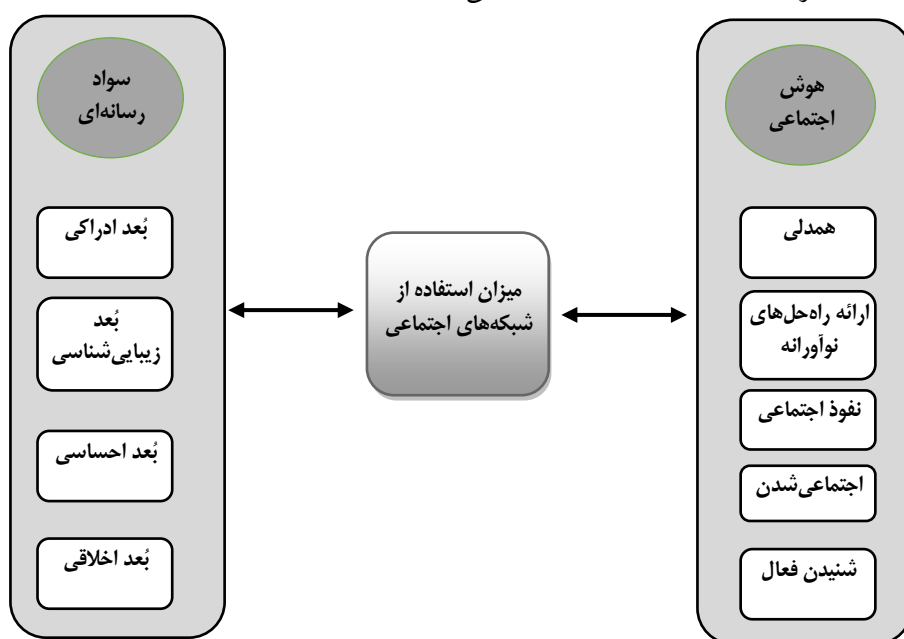 هوش
اجتماعی
همدلی
ارائه راه‌حل‌های
نوآورانه
نفوذ اجتماعی
اجتماعی‌شدن
شنیدن فعال
میزان استفاده از
شبکه‌های اجتماعی
سواد
رسانه‌ای
بُعد ادراکی
بُعد
زیبایی‌شناسی
بُعد احساسی
بُعد اخلاقی